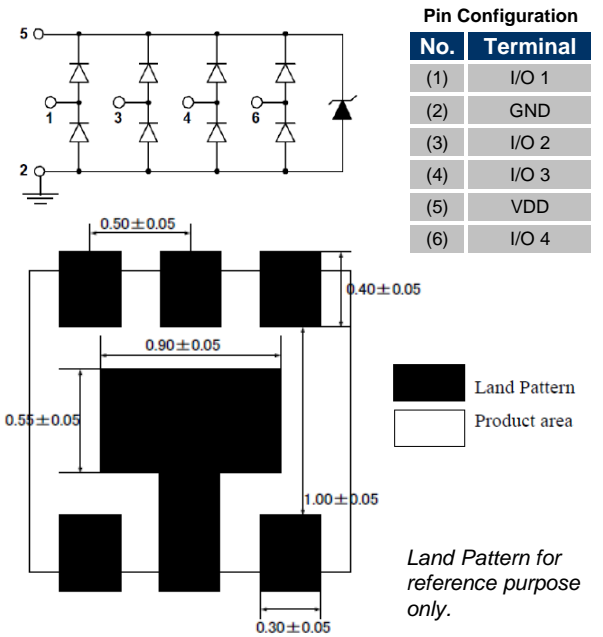 Pin Configuration
No. Terminal
(1) I/O 1
(2) GND
(3) I/O 2
(4) I/O 3
(5) VDD
(6) I/O 4
5
1 3 4 6
2
0.50±0.05
0.40±0.05
0.90±0.05
0.55±0.05
1.00±0.05
0.30±0.05
Land Pattern
Product area
Land Pattern for
reference purpose
only.